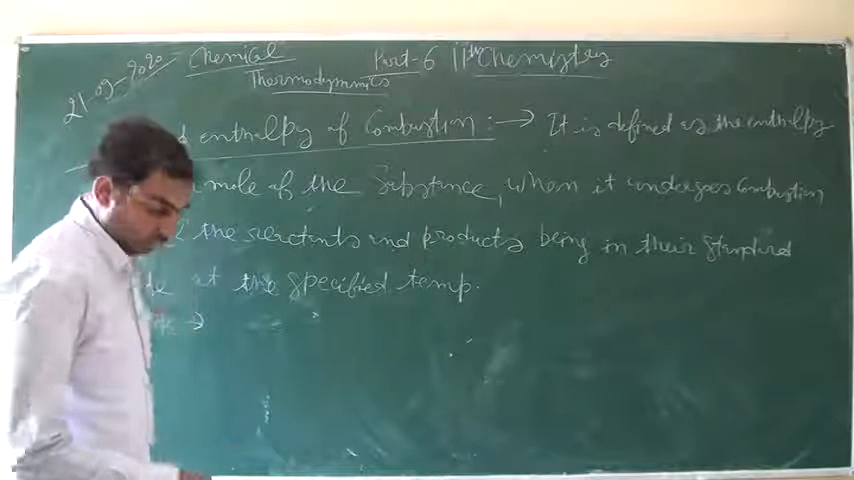 21-09-2020 Chemical Part-6 11th Chemistry
Thermodynamics
d enthalpy of Combustion :→ It is defined as the enthalpy
mole of the Substance, when it undergoes Combustion
the reactants and products being in their Standard
at the specified temp.